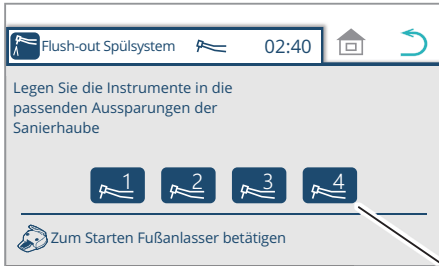 Flush-out Spülsystem 02:40
Legen Sie die Instrumente in die
passenden Aussparungen der
Sanierhaube
1 2 3 4
Zum Starten Fußanlasser betätigen